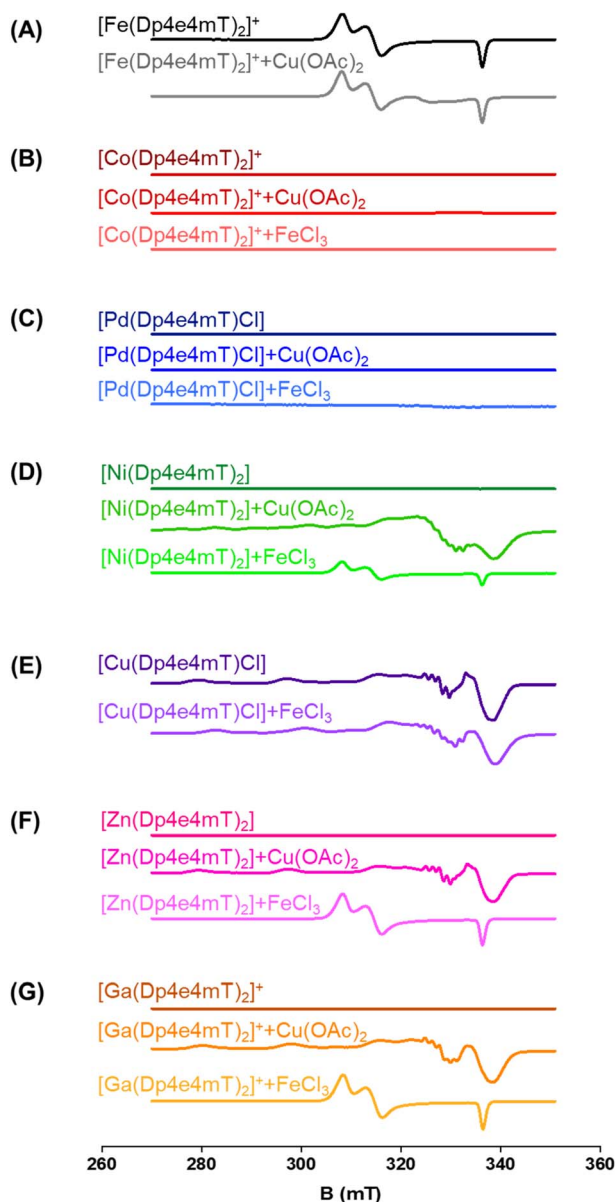 (A)
[Fe(Dp4e4mT)₂]⁺
[Fe(Dp4e4mT)₂]⁺+Cu(OAc)₂
(B)
[Co(Dp4e4mT)₂]⁺
[Co(Dp4e4mT)₂]⁺+Cu(OAc)₂
[Co(Dp4e4mT)₂]⁺+FeCl₃
(C)
[Pd(Dp4e4mT)Cl]
[Pd(Dp4e4mT)Cl]+Cu(OAc)₂
[Pd(Dp4e4mT)Cl]+FeCl₃
(D)
[Ni(Dp4e4mT)₂]
[Ni(Dp4e4mT)₂]+Cu(OAc)₂
[Ni(Dp4e4mT)₂]+FeCl₃
(E)
[Cu(Dp4e4mT)Cl]
[Cu(Dp4e4mT)Cl]+FeCl₃
(F)
[Zn(Dp4e4mT)₂]
[Zn(Dp4e4mT)₂]+Cu(OAc)₂
[Zn(Dp4e4mT)₂]+FeCl₃
(G)
[Ga(Dp4e4mT)₂]⁺
[Ga(Dp4e4mT)₂]⁺+Cu(OAc)₂
[Ga(Dp4e4mT)₂]⁺+FeCl₃
260 300 320 340 360
B (mT)